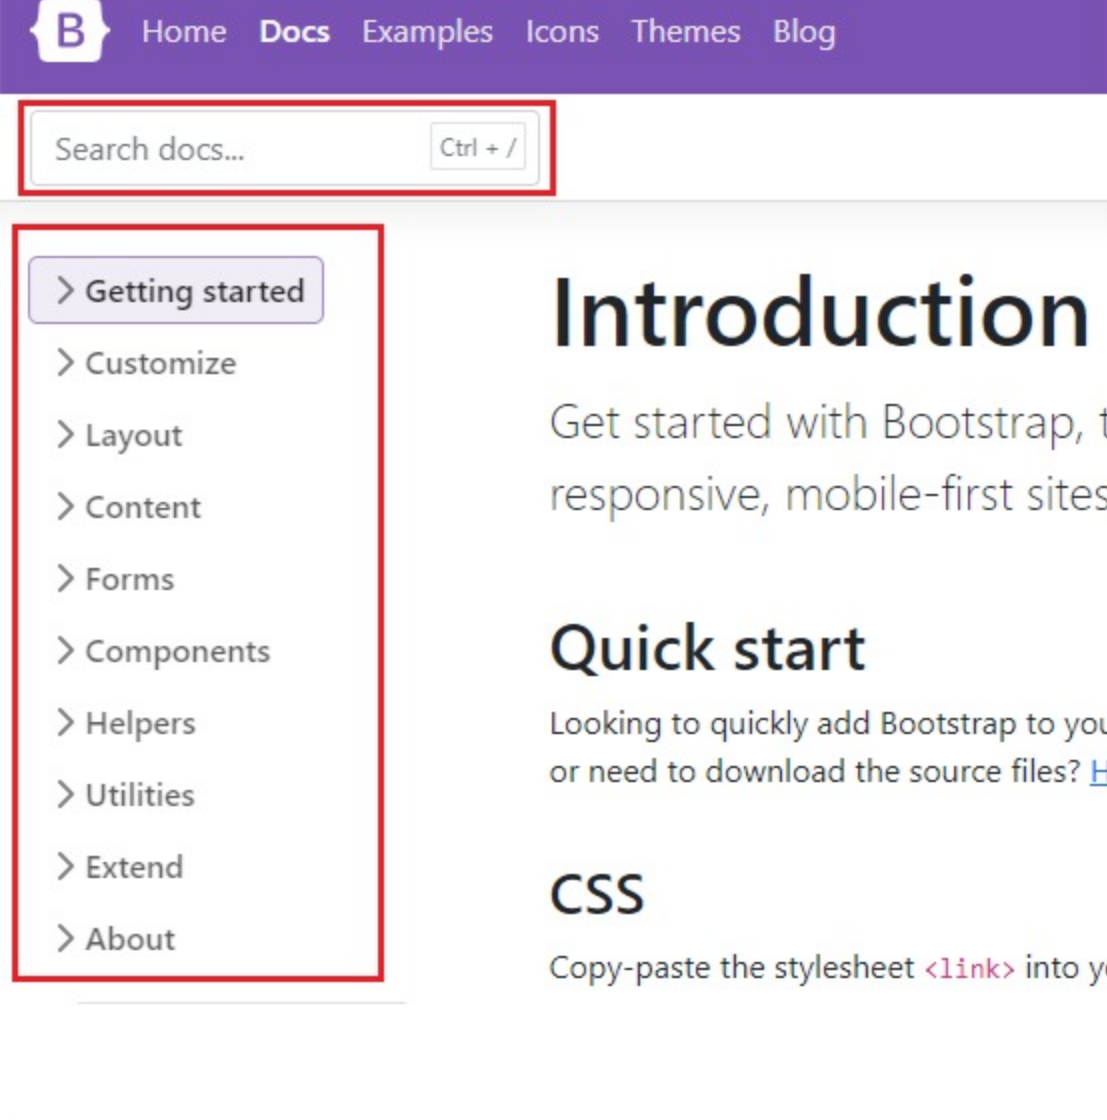 B Home Docs Examples Icons Themes Blog
Search docs... Ctrl + /
Getting started
Customize
Layout
Content
Forms
Components
Helpers
Utilities
Extend
About
Introduction
Get started with Bootstrap,
responsive, mobile-first sites
Quick start
Looking to quickly add Bootstrap to
or need to download the source files?
CSS
Copy-paste the stylesheet <link> into